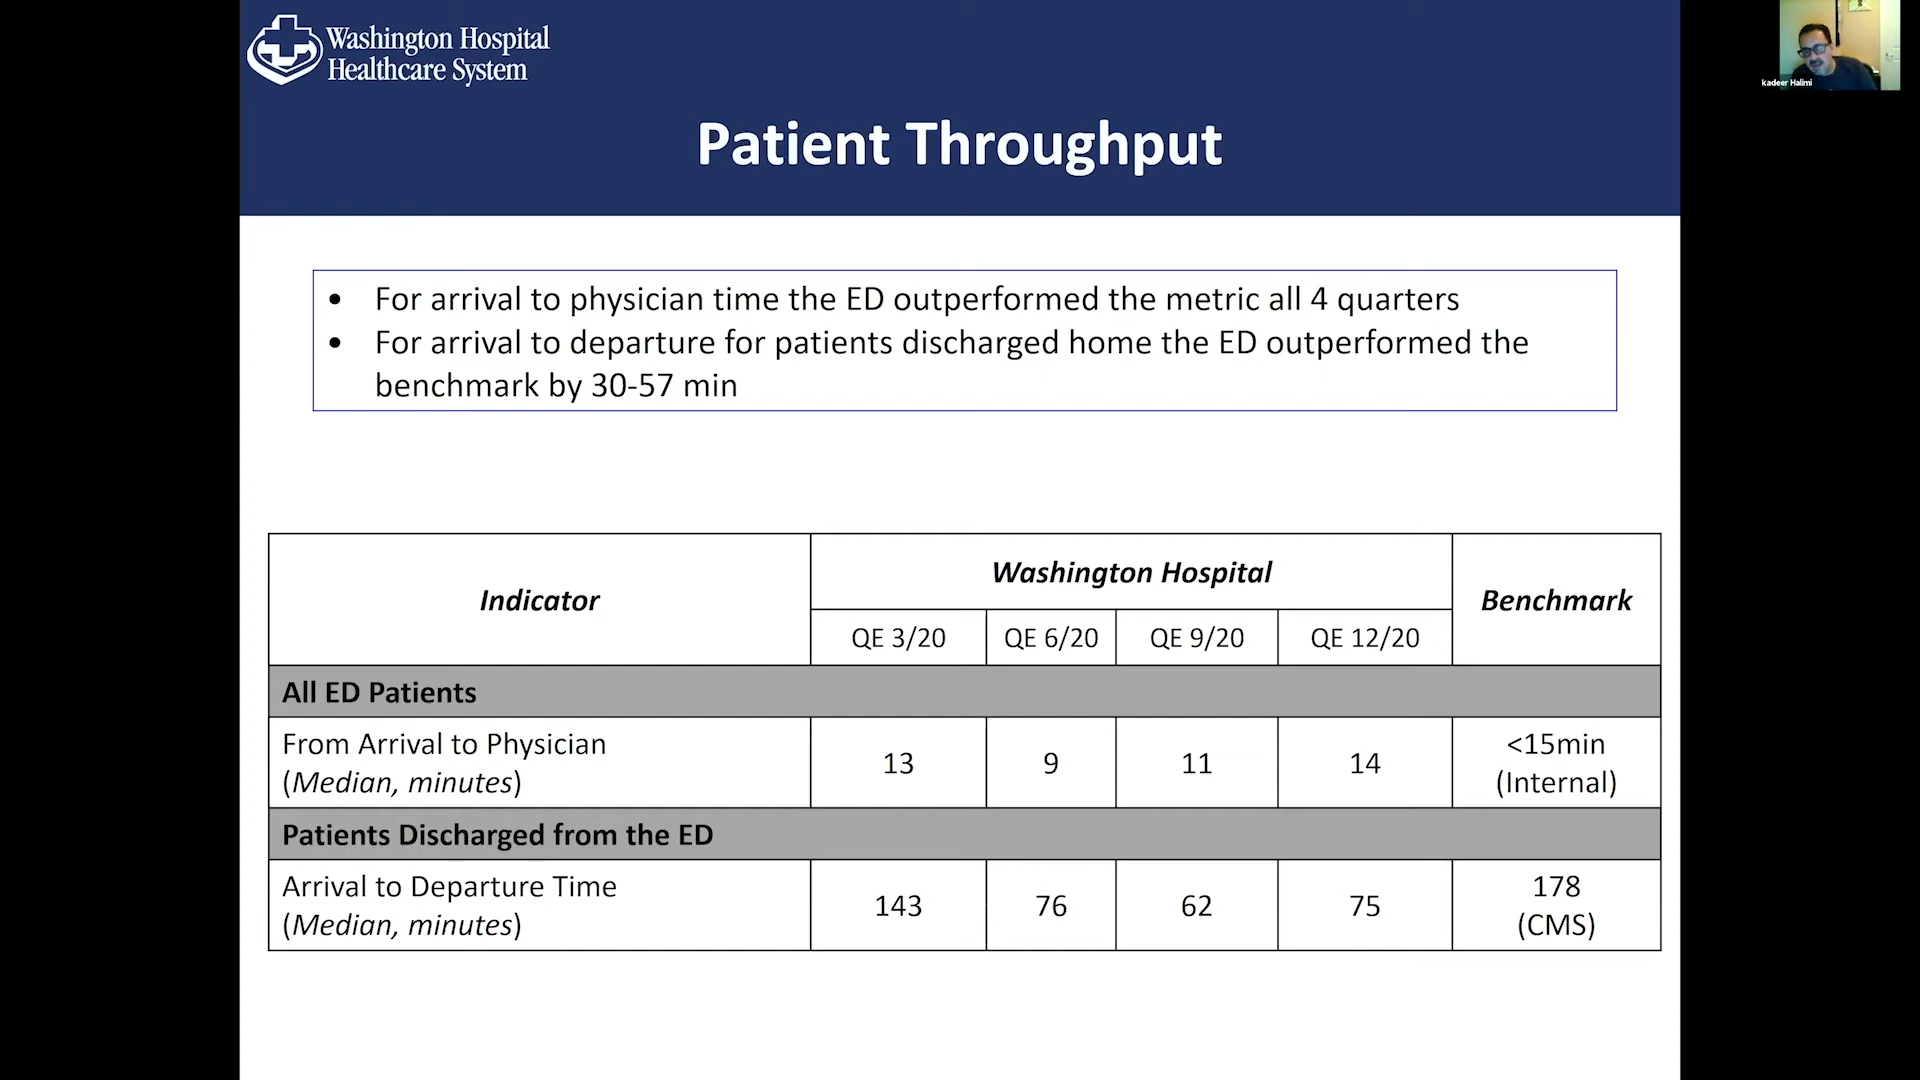 Washington Hospital
Healthcare System
kadeer Halimi
Patient Throughput
• For arrival to physician time the ED outperformed the metric all 4 quarters
• For arrival to departure for patients discharged home the ED outperformed the
benchmark by 30-57 min
Indicator
Washington Hospital
Benchmark
QE 3/20 QE 6/20 QE 9/20 QE 12/20
All ED Patients
From Arrival to Physician
(Median, minutes)
13 9 11 14
<15min
(Internal)
Patients Discharged from the ED
Arrival to Departure Time
(Median, minutes)
143 76 62 75
178
(CMS)